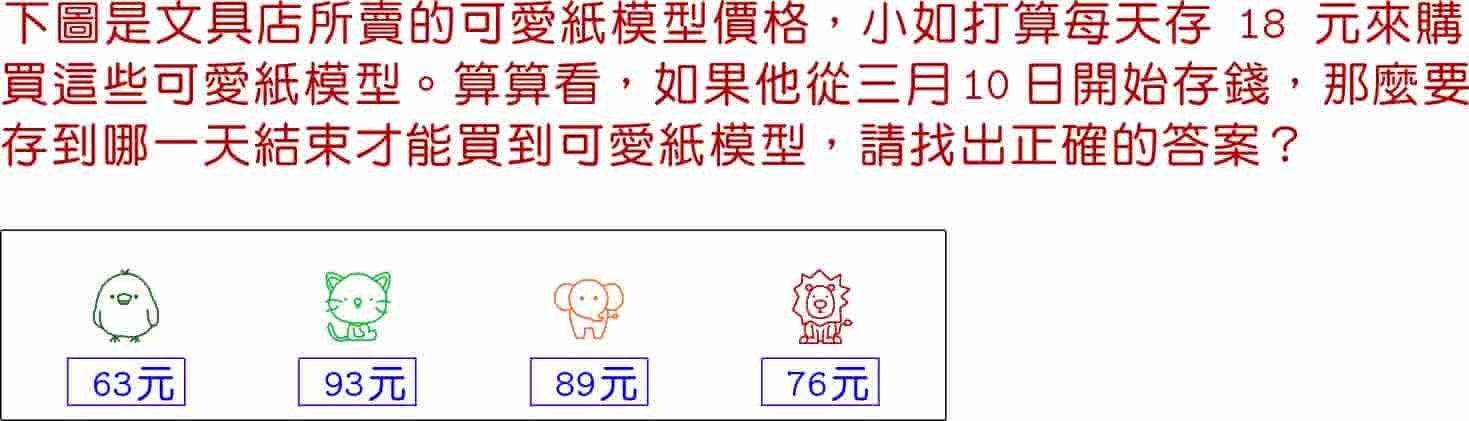 下圖是文具店所賣的可愛紙模型價格，小如打算每天存 18 元來購
買這些可愛紙模型。算算看，如果他從三月10日開始存錢，那麼要
存到哪一天結束才能買到可愛紙模型，請找出正確的答案？
63元 93元 89元 76元